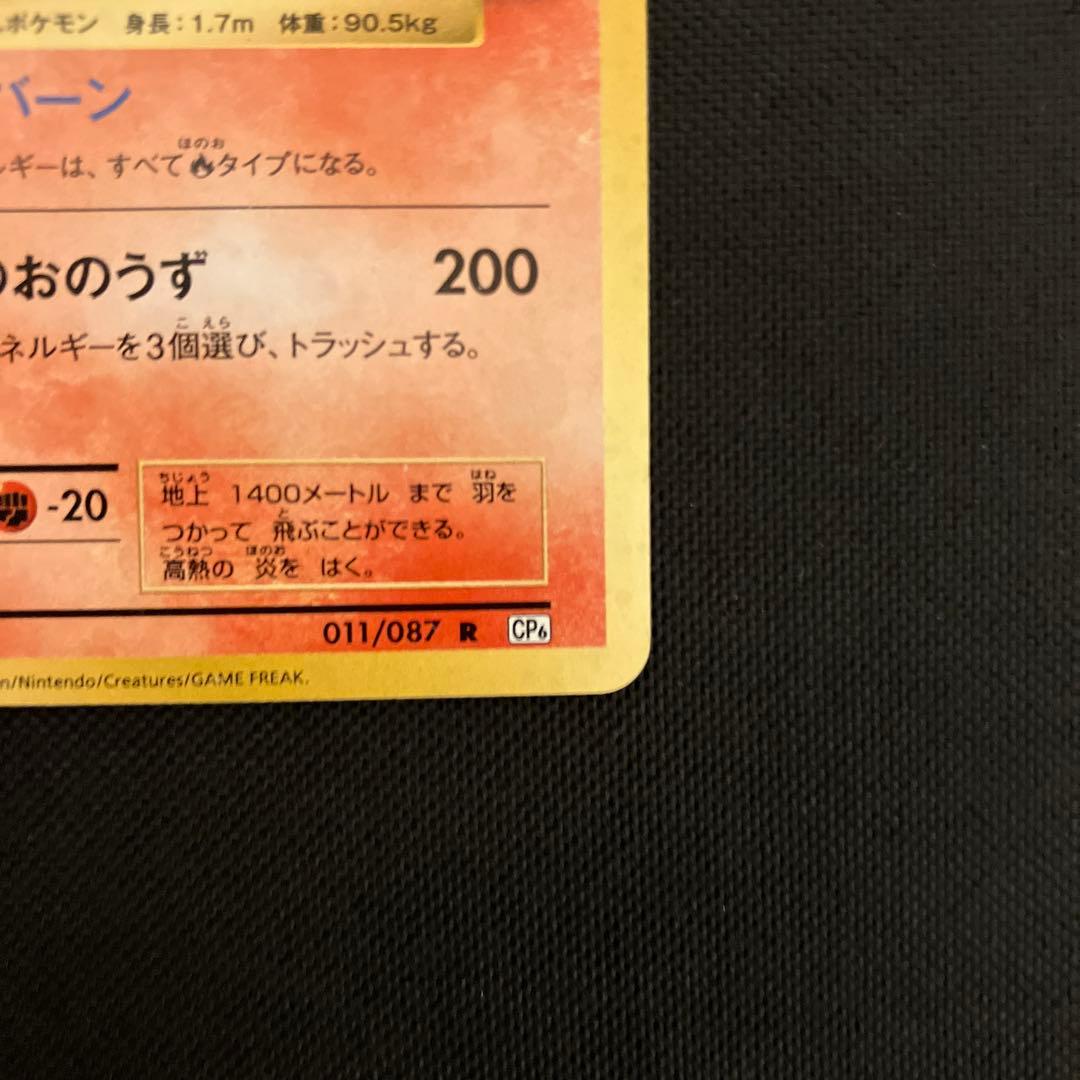 ポケモン 身長:1.7m 体重:90.5kg
バーン
ほのお
ルギーは、すべてタイプになる。
おのうず 200
こ えら
ネルギーを3個選び、トラッシュする。
-20
ちじょう はね
地上 1400メートル まで 羽を
と
つかって 飛ぶことができる。
こうねつ ほのお
高熱の 炎を はく。
011/087 R CP6
n/Nintendo/Creatures/GAME FREAK.